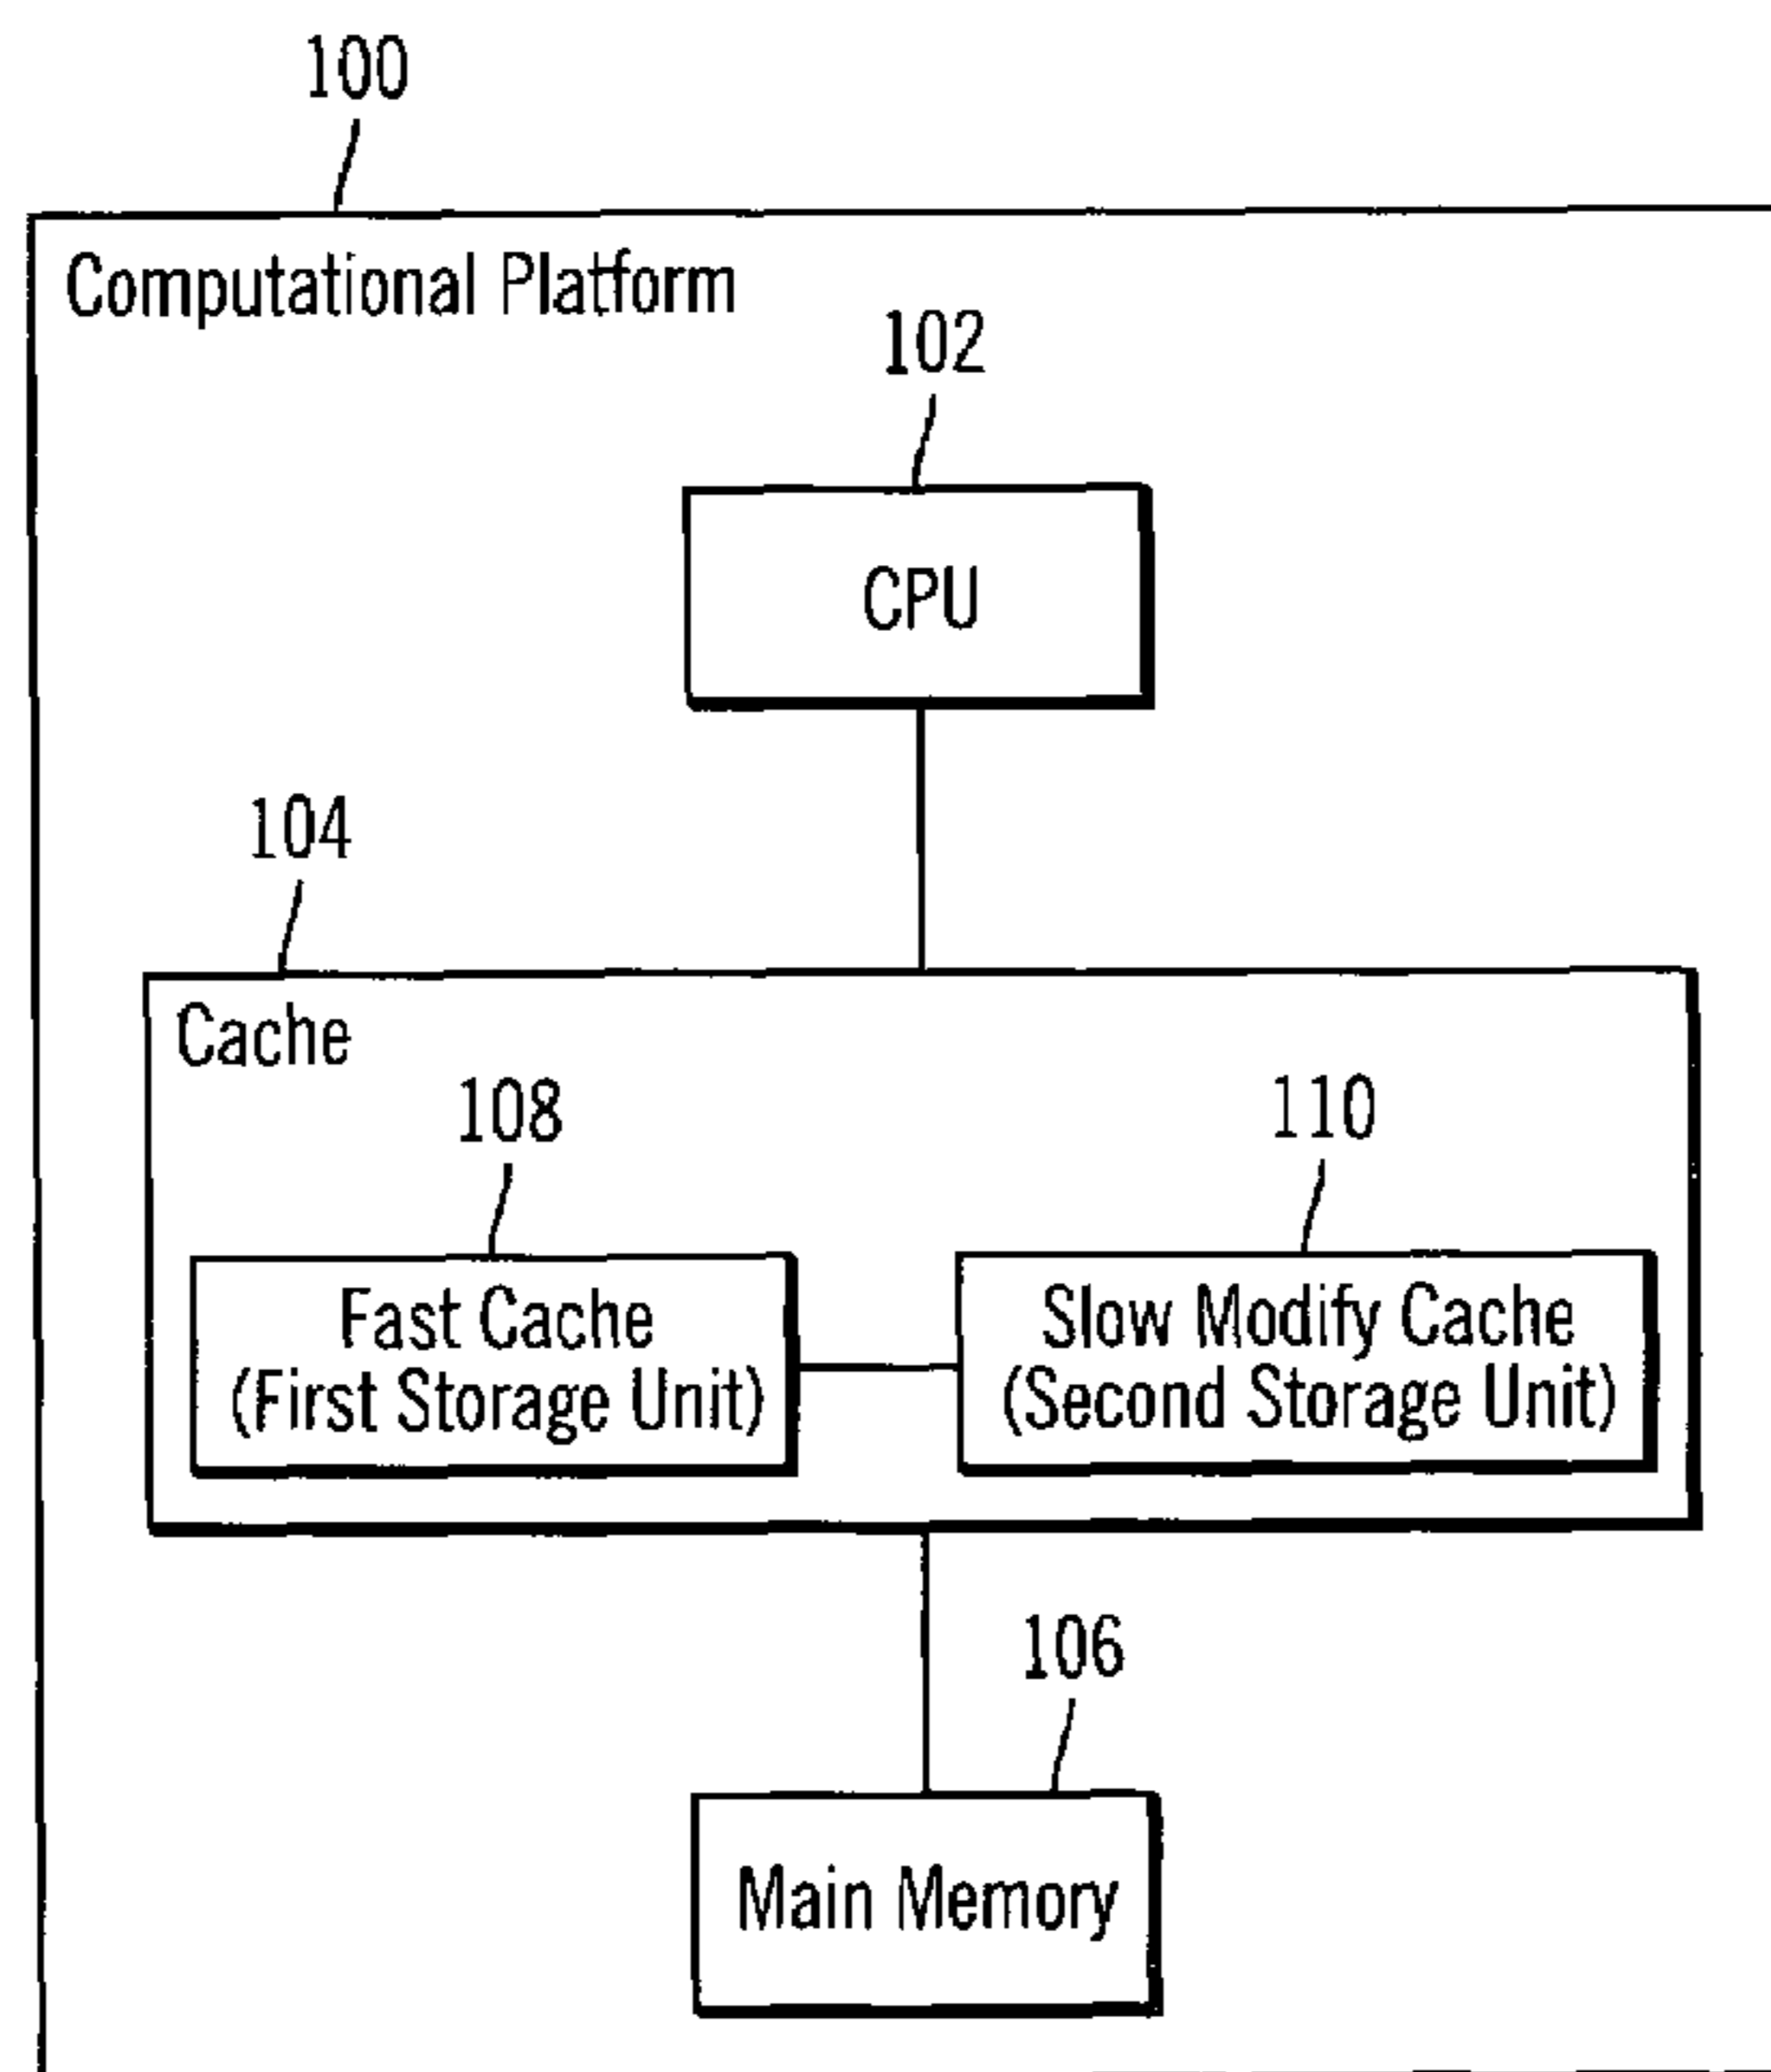 100
Computational Platform
102
CPU
104
Cache
108
110
Fast Cache
(First Storage Unit)
Slow Modify Cache
(Second Storage Unit)
106
Main Memory